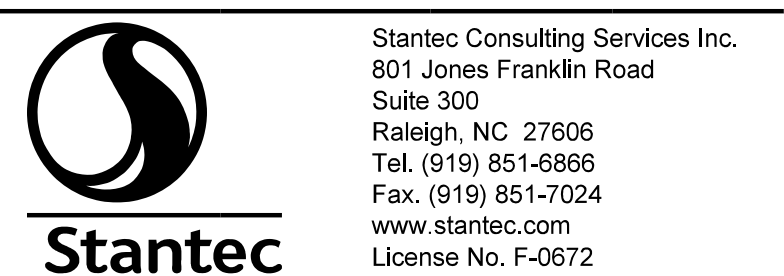 Stantec Consulting Services Inc.
801 Jones Franklin Road
Suite 300
Raleigh, NC  27606
Tel. (919) 851-6866
Fax. (919) 851-7024
www.stantec.com
License No. F-0672
Stantec